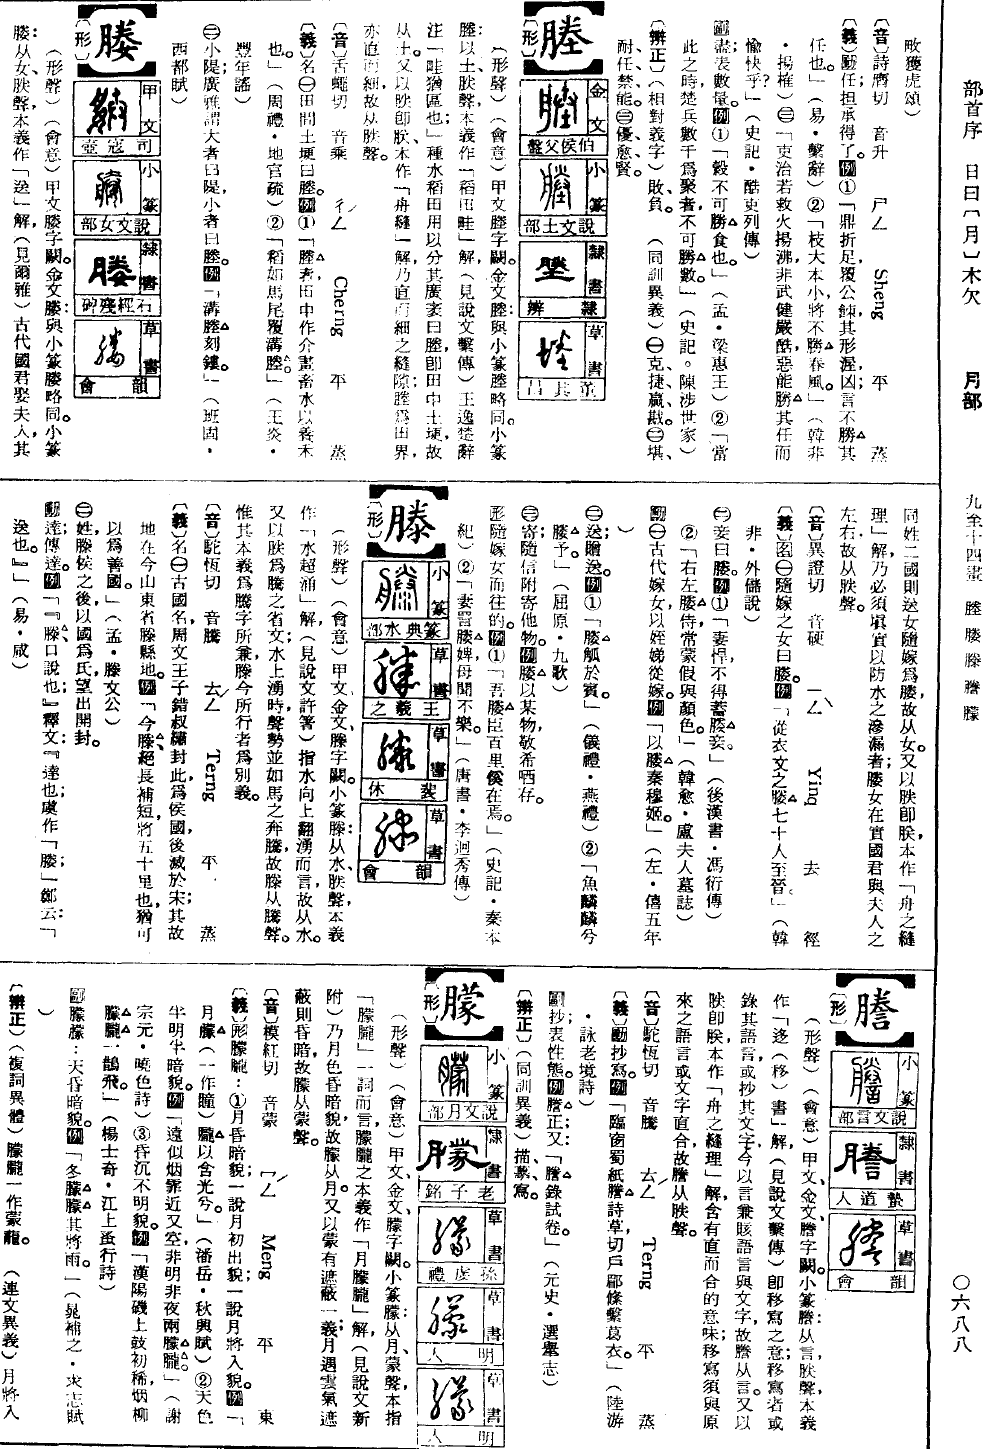 部首序 日曰〔月〕木欠 月部 九至十四畫 塍媵滕謄朦 〇六八八
畋獲虎頌）
〔音〕詩膺切 音升 ㄕㄥ Sheng 平 蒸
〔義〕動任担承得了。例①「鼎折足覆公餗其形渥凶；言不勝其
任也。」（易·繫辭）②「枝大本小將不勝春風。」（韓非
·揚榷）㊂「吏治若救火揚沸，非武健嚴酷惡能勝其任而
愉快乎？」（史記·酷吏列傳）
副盡；表數量。例①「穀不可勝食也。」（孟·梁惠王）②「當
此之時楚兵數千爲聚者不可勝數。」（史記。陳涉世家）
〔辨正〕（相對義字）敗、負。 （同訓異義）㊀克、捷、贏、戡。㊁堪、
耐、任、禁、能。㊂優、愈、賢。
塍
〔形〕
金文 伯侯父盤
小篆 說文土部
隸書 隸辨
草書 董其昌
（形聲）（會意）甲文塍字闕。金文塍：與小篆塍略同。小篆
塍：以土，朕聲，本義作「稻田畦」解，（見說文繫傳）王逸楚辭
注「畦猶區也」，種水稻田用以分其廣袤曰塍，即田中土埂，故
从土。又以朕即朕，本作「舟縫」解，乃直而細之縫隙；塍爲田界，
亦直而細，故从朕聲。
〔音〕舌蠅切 音乘 ㄔㄥˊ Cherng 平 蒸
〔義〕名㊀田間土埂曰塍。例①「塍者，田中作介畫畜水以養禾
也。」（周禮·地官疏）②「稻如馬尾覆溝塍。」（王炎·
豐年謠）
㊁小隄；廣雅謂大者曰隄，小者曰塍。例「溝塍刻鏤。」（班固·
西都賦）
媵
〔形〕
甲文 司寇壺
小篆 說文女部
隸書 石經殘碑
草書 韻會
（形聲）（會意）甲文媵字闕。金文媵：與小篆媵略同。小篆
媵：从女，朕聲，本義作「送」解，（見爾雅）古代國君娶夫人，其
同姓二國則送女隨嫁爲媵，故从女。又以朕即朕，本作「舟之縫
理」解，乃必須塡實以防水之滲漏者；媵女在實國君與夫人之
左右，故从朕聲。
〔音〕異證切 音硬 ㄧㄥˋ Ying 去 徑
〔義〕名㊀隨嫁之女曰媵。例「從衣文之媵七十人至晉。」（韓
非·外儲說）
㊁妾曰媵。例①「妻悍，不得蓄媵妾。」（後漢書·馮衍傳）
②「右左媵侍常蒙假與顏色。」（韓愈·盧夫人墓誌）
動㊀古代嫁女，以姪娣從嫁。例「以媵秦穆姬。」（左·僖五年
）
㊁送；贈送。例①「媵觚於賓。」（儀禮·燕禮）②「魚鱗鱗兮
媵予。」（屈原·九歌）
㊂寄；隨信附寄他物。例媵以某物，敬希哂存。
形隨嫁女而往的。例①「吾媵臣百里傒在焉。」（史記·秦本
紀）②「妻詈媵婢，母聞不樂。」（唐書·李迥秀傳）
滕
〔形〕
小篆 篆典水部
草書 王羲之
草書 裴休
草書 韻會
（形聲）（會意）甲文、金文滕字闕。小篆滕：从水，朕聲，本義
作「水超涌」解，（見說文許箸）指水向上翻湧而言，故从水。
又以朕爲騰之省文；水上湧時聲勢並如馬之奔騰，故滕从騰聲。
惟其本義爲騰字所兼滕，今所行者爲別義。
〔音〕駝恆切 音騰 ㄊㄥˊ Terng 平 蒸
〔義〕名㊀古國名，周文王子錯叔繡封此，爲侯國，後滅於宋；其故
地在今山東省滕縣地。例「今滕絕長補短，將五十里也，猶可
以爲善國。」（孟·滕文公）
㊁姓；滕侯之後，以國爲氏，望出開封。
動達；傳達。例「『滕口說也；』釋文：『達也；虞作「媵」；鄭云：「
送也。」』」（易·咸）
謄
〔形〕
小篆 說文言部
隸書 蟄道人
草書 韻會
（形聲）（會意）甲文、金文謄字闕。小篆謄：从言，朕聲，本義
作「迻（移）書」解，（見說文繫傳）卽移寫之意；移寫者或
錄其語言，或抄其文字；今以言兼賅語言與文字，故謄从言。又以
朕即朕，本作「舟之縫理」解，含有直而合的意味；移寫須與原
來之語言或文字直合，故謄从朕聲。
〔音〕駝恆切 音騰 ㄊㄥˊ Terng 平 蒸
〔義〕動抄寫。例「臨窗蜀紙謄詩草，切戶郿絛繫葛衣。」（陸游
·詠老境詩）
副抄；表性態。例謄正；又：「謄錄試卷。」（元史·選舉志）
〔辨正〕（同訓異義）描、摹、寫。
朦
〔形〕
小篆 說文月部
隸書 老子銘
草書 孫虔禮
草書 明人
草書 明人
（形聲）（會意）甲文、金文朦字闕。小篆朦：从月，蒙聲，本指
「朦朧」一詞而言，朦朧之本義作「月朦朧」解，（見說文新
附）乃月色昏暗貌，故朦从月。又以蒙有遮蔽一義，月遇雲氣遮
蔽則昏暗，故朦从蒙聲。
〔音〕模紅切 音蒙 ㄇㄥˊ Meng 平 東
〔義〕形朦朧：①月昏暗貌；一說月初出貌；一說月將入貌。例「
月朦（一作朣）朧以含光兮。」（潘岳·秋興賦）②天色
半明半暗貌。例「遠似烟霏近又空，非明非夜兩朦朧。」（謝
宗元·曉色詩）③昏沉不明貌。例「漢陽磯上鼓初稀，烟柳
朦朧一鵲飛。」（楊士奇·江上蚤行詩）
副朦朦：天昏暗貌。例「冬朦朦其將雨。」（晁補之·求志賦
）
〔辨正〕（複詞異體）朦朧一作蒙籠。 （連文異義）月將入